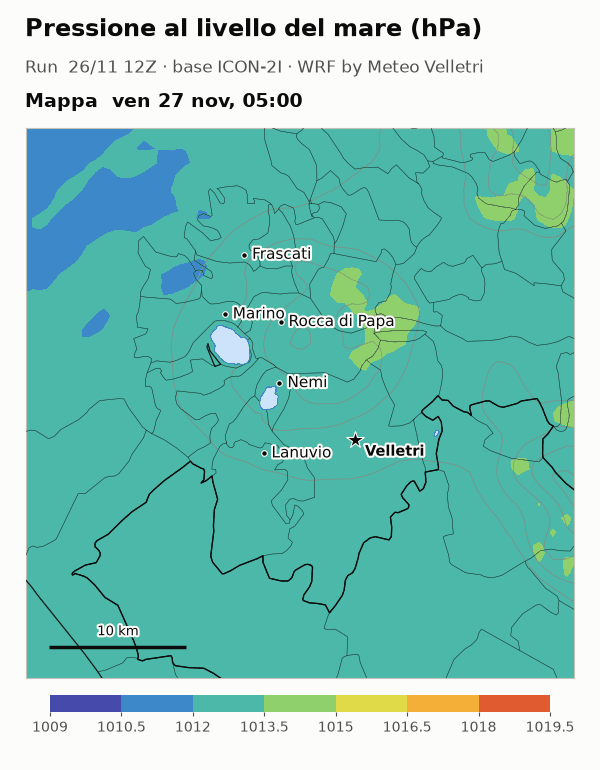 Pressione al livello del mare (hPa)
Run  26/11 12Z · base ICON-2I · WRF by Meteo Velletri
Mappa  ven 27 nov, 05:00
Frascati
Marino
Rocca di Papa
Nemi
Velletri
Lanuvio
10 km
1009 1010.5 1012 1013.5 1015 1016.5 1018 1019.5